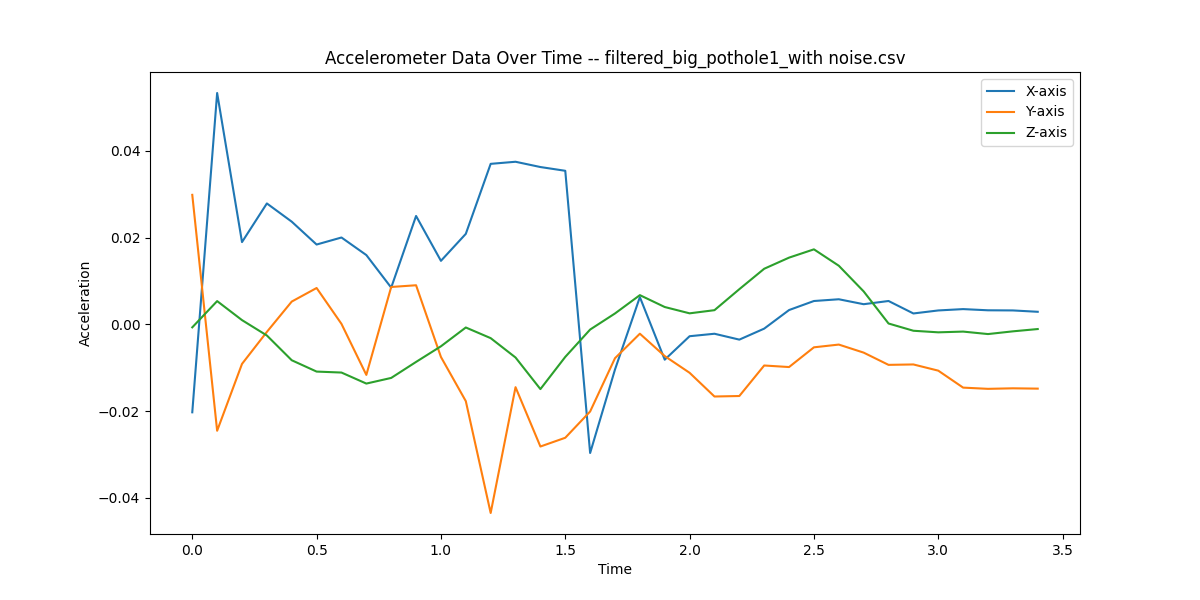 Accelerometer Data Over Time -- filtered_big_pothole1_with noise.csv
X-axis
Y-axis
Z-axis
Acceleration
0.04
0.02
0.00
−0.02
−0.04
0.0 0.5 1.0 1.5 2.0 2.5 3.0 3.5
Time